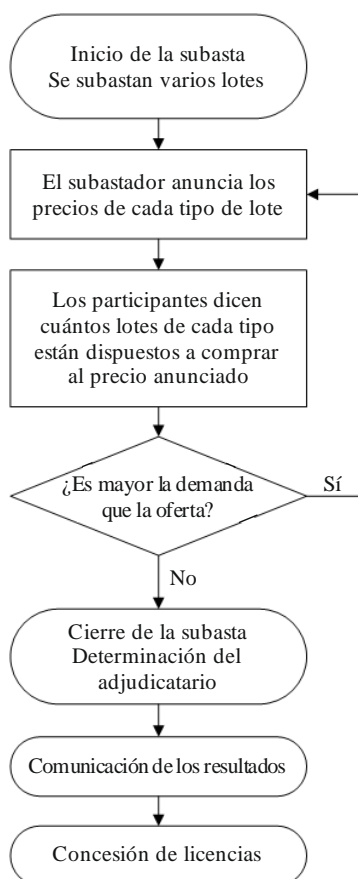 Inicio de la subasta
Se subastan varios lotes
El subastador anuncia los
precios de cada tipo de lote
Los participantes dicen
cuántos lotes de cada tipo
están dispuestos a comprar
al precio anunciado
¿Es mayor la demanda
que la oferta?
Sí
No
Cierre de la subasta
Determinación del
adjudicatario
Comunicación de los resultados
Concesión de licencias